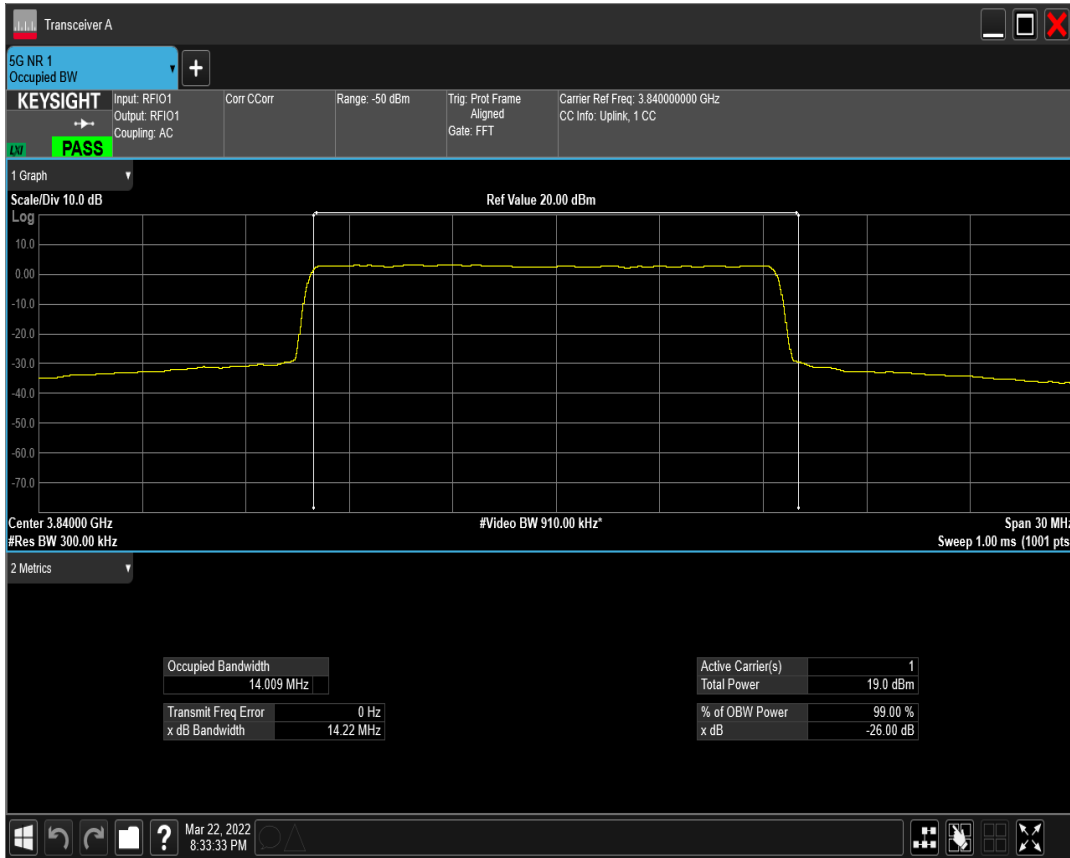 Transceiver A
5G NR 1
Occupied BW
KEYSIGHT
Input: RFIO1
Output: RFIO1
Coupling: AC
Corr CCorr
Range: -50 dBm
Trig: Prot Frame
Aligned
Gate: FFT
Carrier Ref Freq: 3.840000000 GHz
CC Info: Uplink, 1 CC
LXI
PASS
1 Graph
Scale/Div 10.0 dB
Ref Value 20.00 dBm
Log
10.0
0.00
-10.0
-20.0
-30.0
-40.0
-50.0
-60.0
-70.0
Center 3.84000 GHz
#Video BW 910.00 kHz*
Span 30 MHz
#Res BW 300.00 kHz
Sweep 1.00 ms (1001 pts
2 Metrics
Occupied Bandwidth
14.009 MHz
Transmit Freq Error 0 Hz
x dB Bandwidth 14.22 MHz
Active Carrier(s) 1
Total Power 19.0 dBm
% of OBW Power 99.00 %
x dB -26.00 dB
Mar 22, 2022
8:33:33 PM